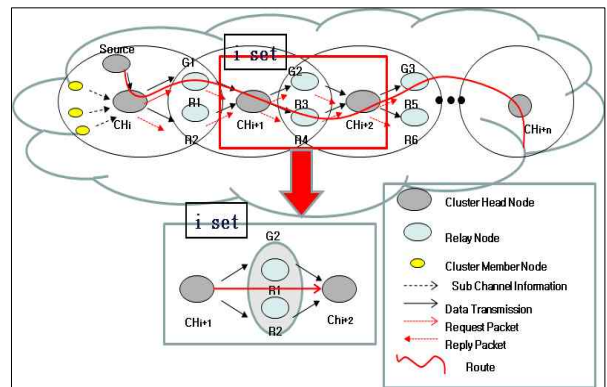 Source
G1
i set
G2
G3
R1
R3
R5
CHi
CHi+1
CHi+2
CHi+n
R2
R4
R6
i set
G2
R1
CHi+1
CHi+2
R2
Cluster Head Node
Relay Node
Cluster Member Node
Sub Channel Information
Data Transmission
Request Packet
Reply Packet
Route